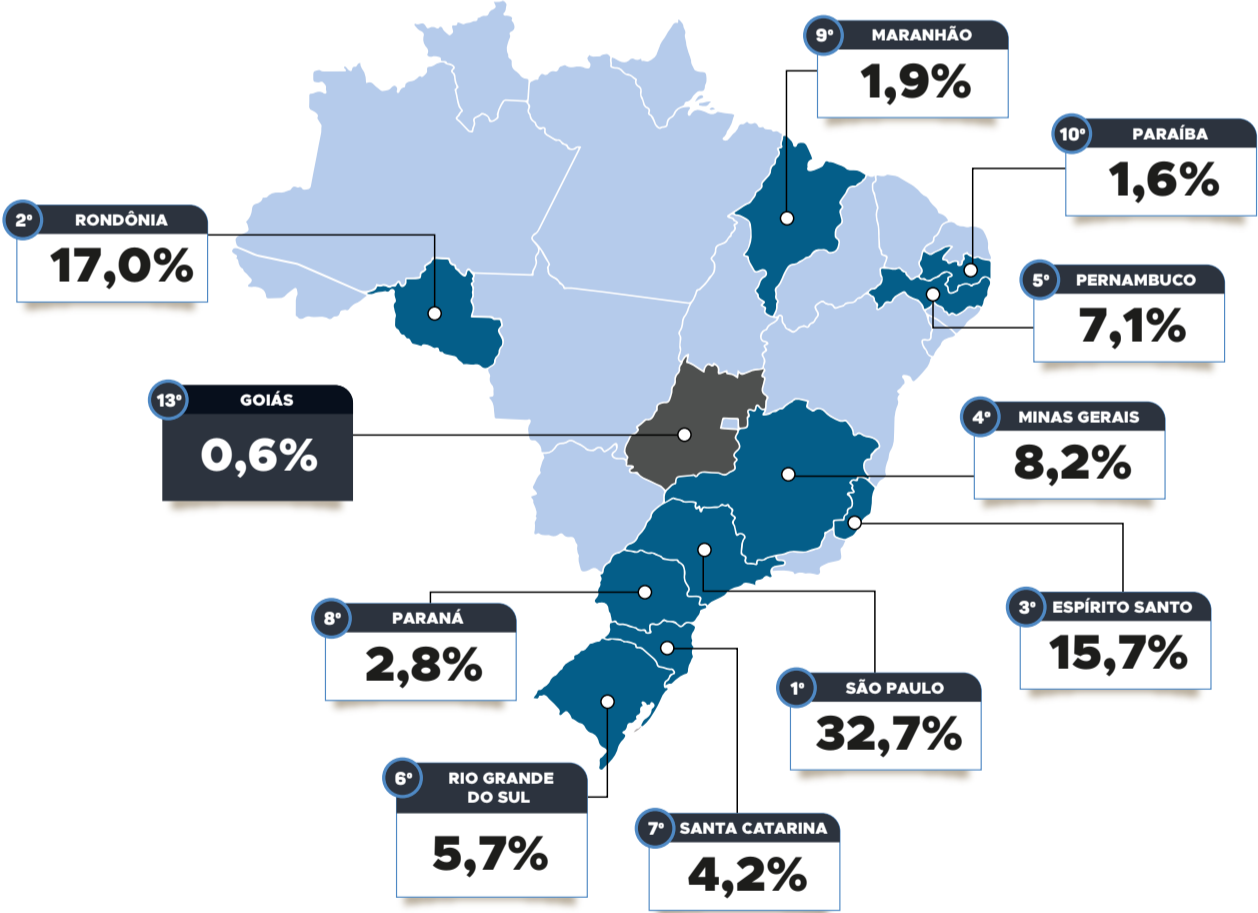 9º MARANHÃO
1,9%
10º PARAÍBA
1,6%
2º RONDÔNIA
17,0%
5º PERNAMBUCO
7,1%
13º GOIÁS
0,6%
4º MINAS GERAIS
8,2%
3º ESPÍRITO SANTO
15,7%
8º PARANÁ
2,8%
1º SÃO PAULO
32,7%
6º RIO GRANDE
DO SUL
5,7%
7º SANTA CATARINA
4,2%